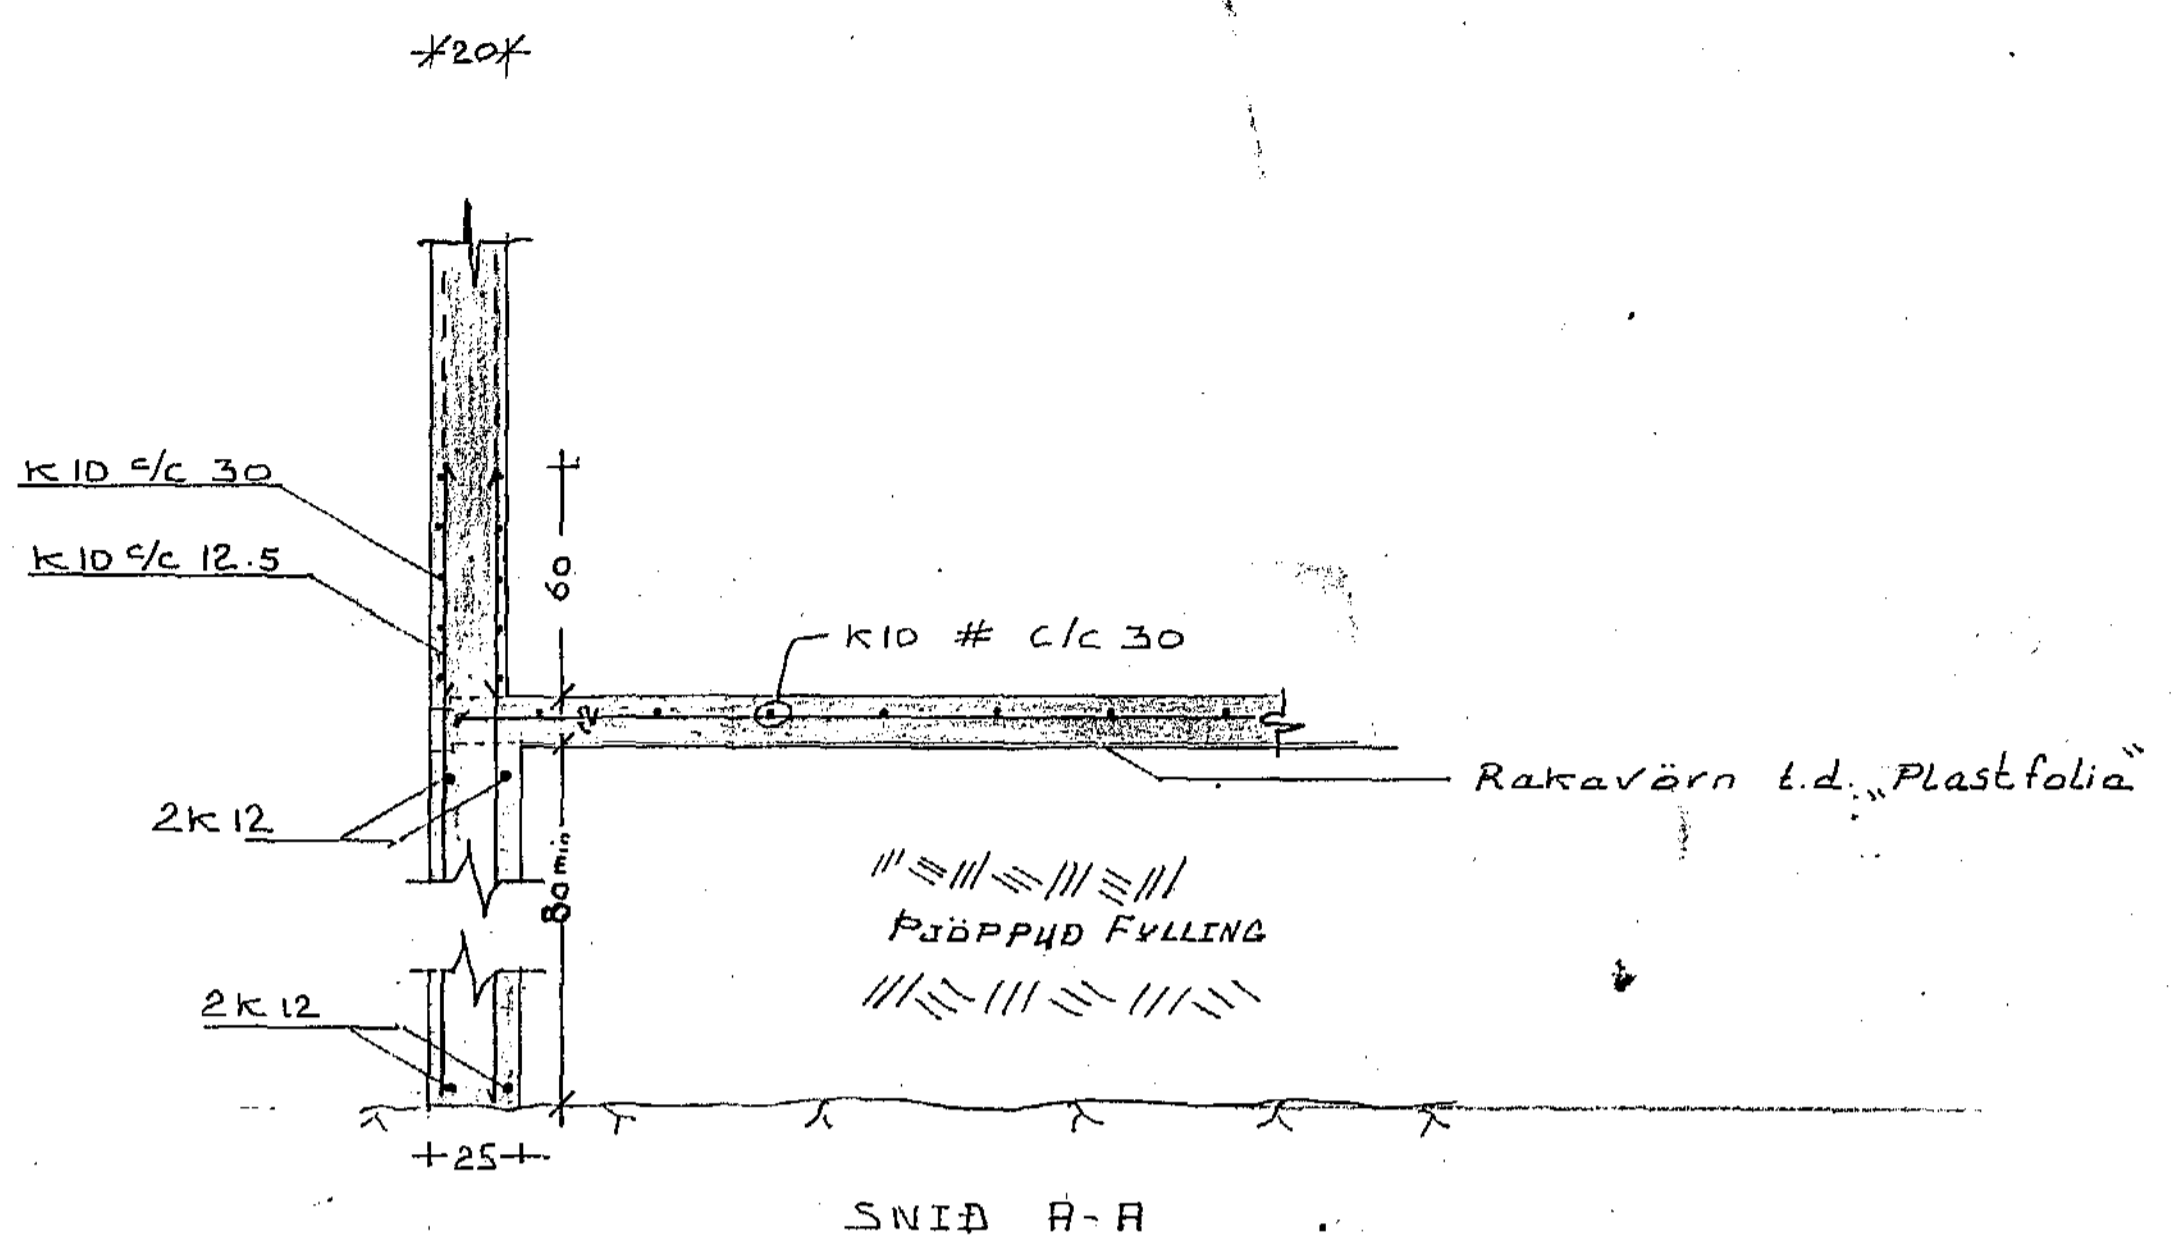 20
K10 c/c 30
K10 c/c 12.5
60
K10 # c/c 30
12
Rakavörn t.d. „Plastfolia"
2K12
80 min
ÞJÖPPUÐ FYLLING
2K12
25
SNIÐ A-A